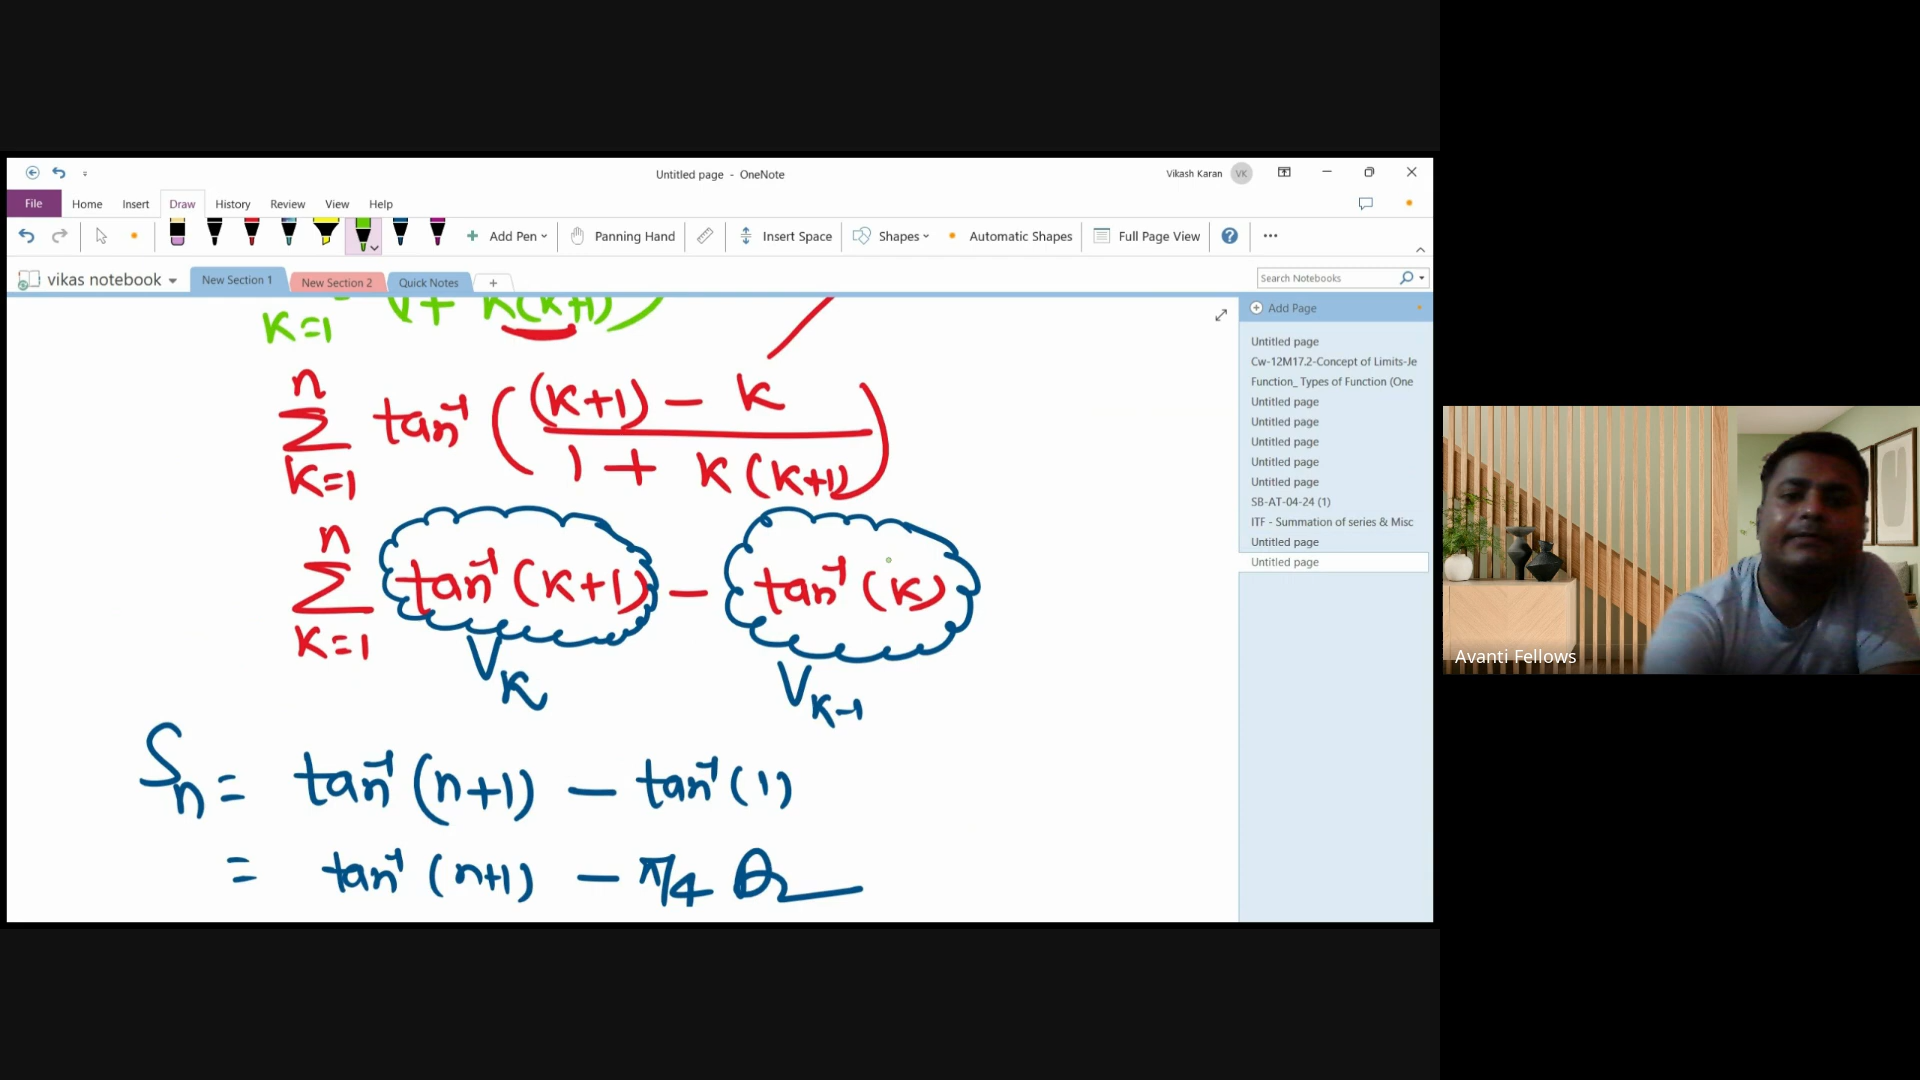 Untitled page - OneNote
Vikash Karan VK
File Home Insert Draw History Review View Help
+ Add Pen Panning Hand Insert Space Shapes Automatic Shapes Full Page View ? ...
vikas notebook New Section 1 New Section 2 Quick Notes +
Search Notebooks
Add Page
Untitled page
Cw-12M17.2-Concept of Limits-Je
Function_ Types of Function (One
Untitled page
Untitled page
Untitled page
Untitled page
Untitled page
SB-AT-04-24 (1)
ITF - Summation of series & Misc
Untitled page
Untitled page
K=1 1 + K(K+1))
n
∑ tan⁻¹ ( (K+1) - K
K=1 1 + K(K+1) )
n
∑ tan⁻¹ (K+1) - tan⁻¹ (K)
K=1
V_K V_K-1
S_n = tan⁻¹ (n+1) - tan⁻¹ (1)
= tan⁻¹ (n+1) - π/4
Avanti Fellows